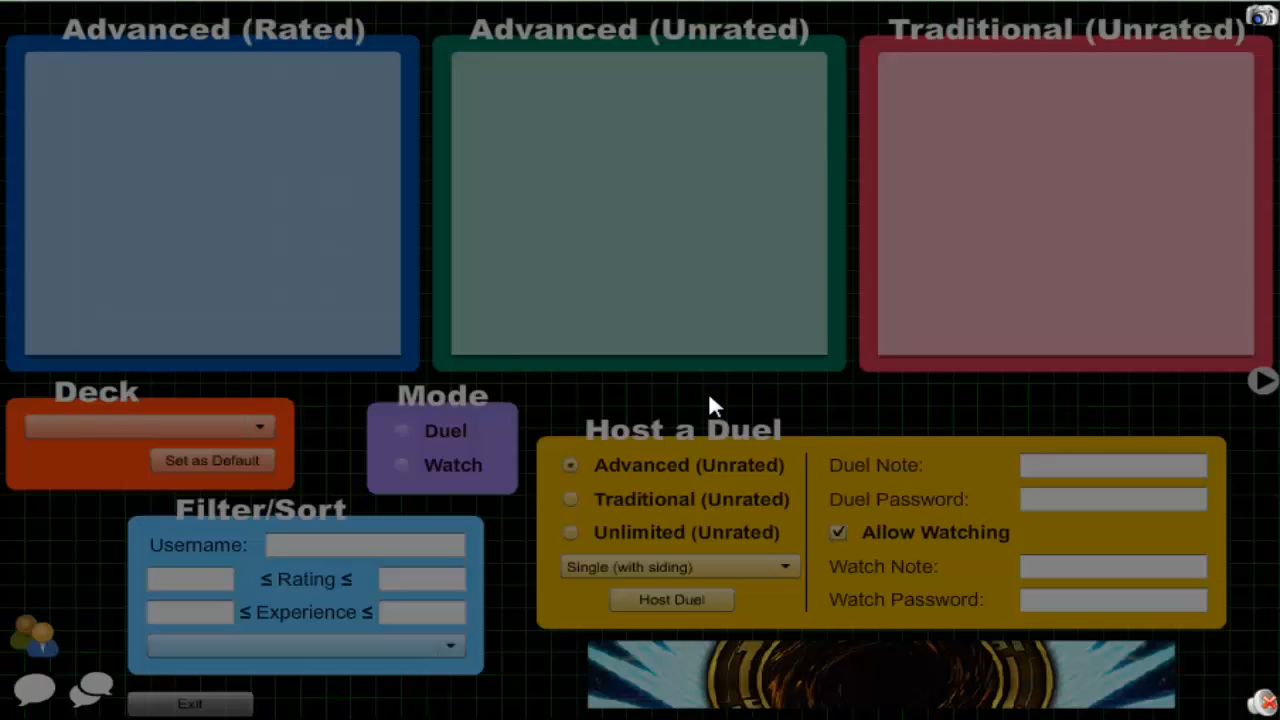 Advanced (Rated)
Advanced (Unrated)
Traditional (Unrated)
Deck
Set as Default
Mode
Duel
Watch
Filter/Sort
Username:
≤ Rating ≤
≤ Experience ≤
Exit
Host a Duel
Advanced (Unrated)
Traditional (Unrated)
Unlimited (Unrated)
Single (with siding)
Host Duel
Duel Note:
Duel Password:
Allow Watching
Watch Note:
Watch Password: